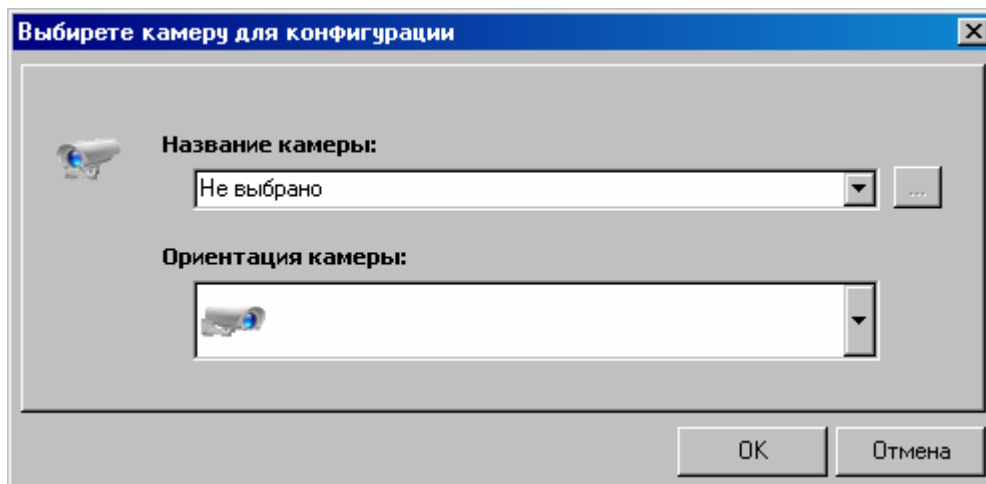 Выбирете камеру для конфигурации
Название камеры:
Не выбрано
...
Ориентация камеры:
OK
Отмена